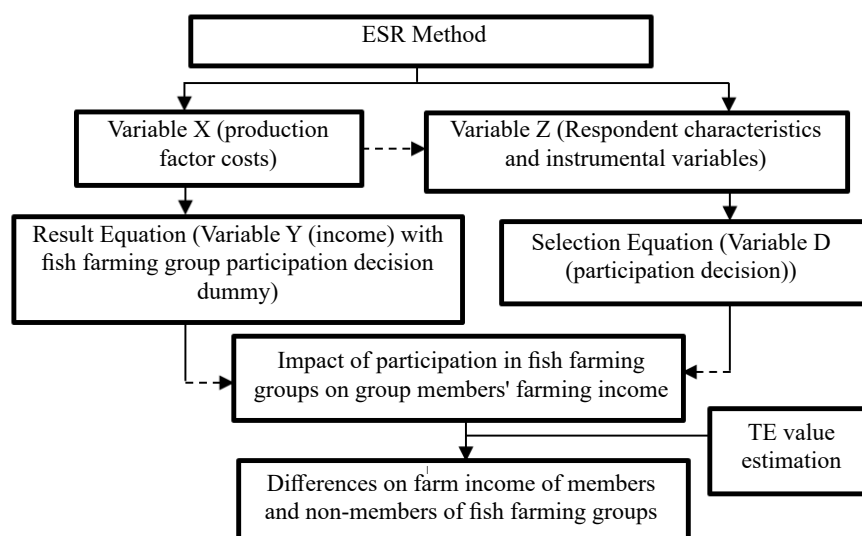 ESR Method
Variable X (production
factor costs)
Variable Z (Respondent characteristics
and instrumental variables)
Result Equation (Variable Y (income) with
fish farming group participation decision
dummy)
Selection Equation (Variable D
(participation decision))
Impact of participation in fish farming
groups on group members' farming income
TE value
estimation
Differences on farm income of members
and non-members of fish farming groups